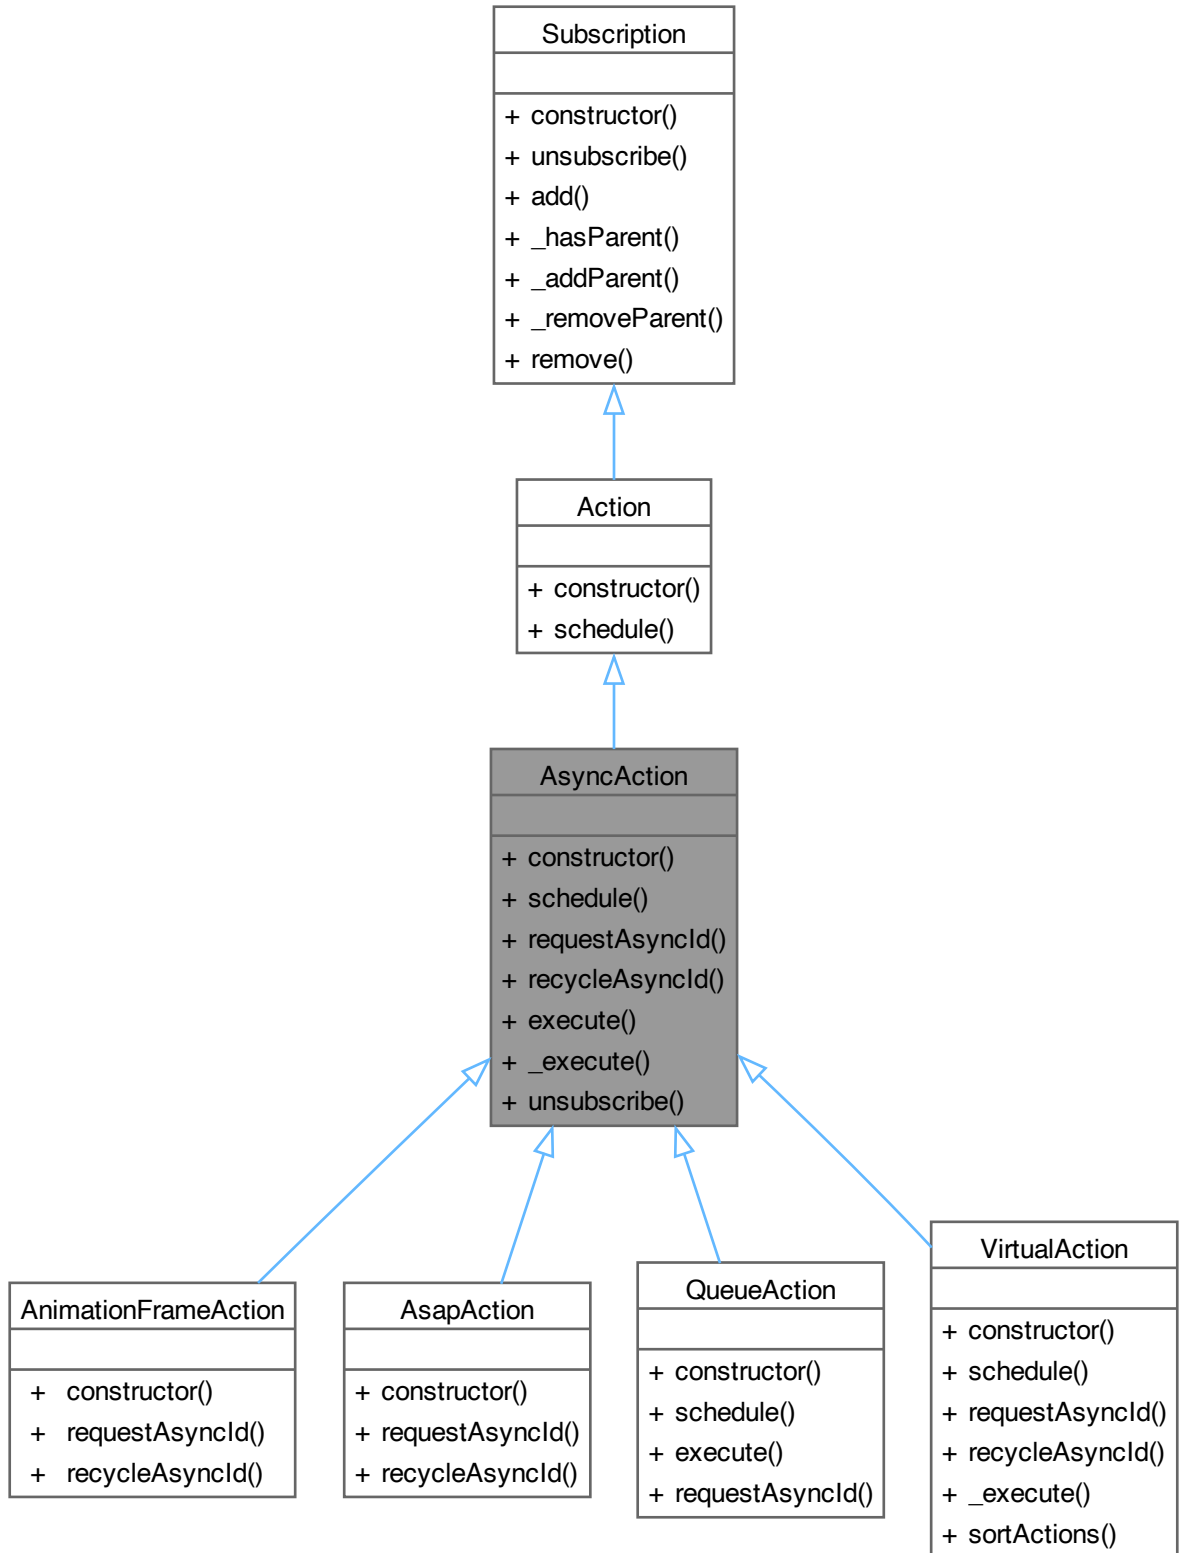 Subscription
+ constructor()
+ unsubscribe()
+ add()
+ _hasParent()
+ _addParent()
+ _removeParent()
+ remove()
Action
+ constructor()
+ schedule()
AsyncAction
+ constructor()
+ schedule()
+ requestAsyncId()
+ recycleAsyncId()
+ execute()
+ _execute()
+ unsubscribe()
AnimationFrameAction
+ constructor()
+ requestAsyncId()
+ recycleAsyncId()
AsapAction
+ constructor()
+ requestAsyncId()
+ recycleAsyncId()
QueueAction
+ constructor()
+ schedule()
+ execute()
+ requestAsyncId()
VirtualAction
+ constructor()
+ schedule()
+ requestAsyncId()
+ recycleAsyncId()
+ _execute()
+ sortActions()